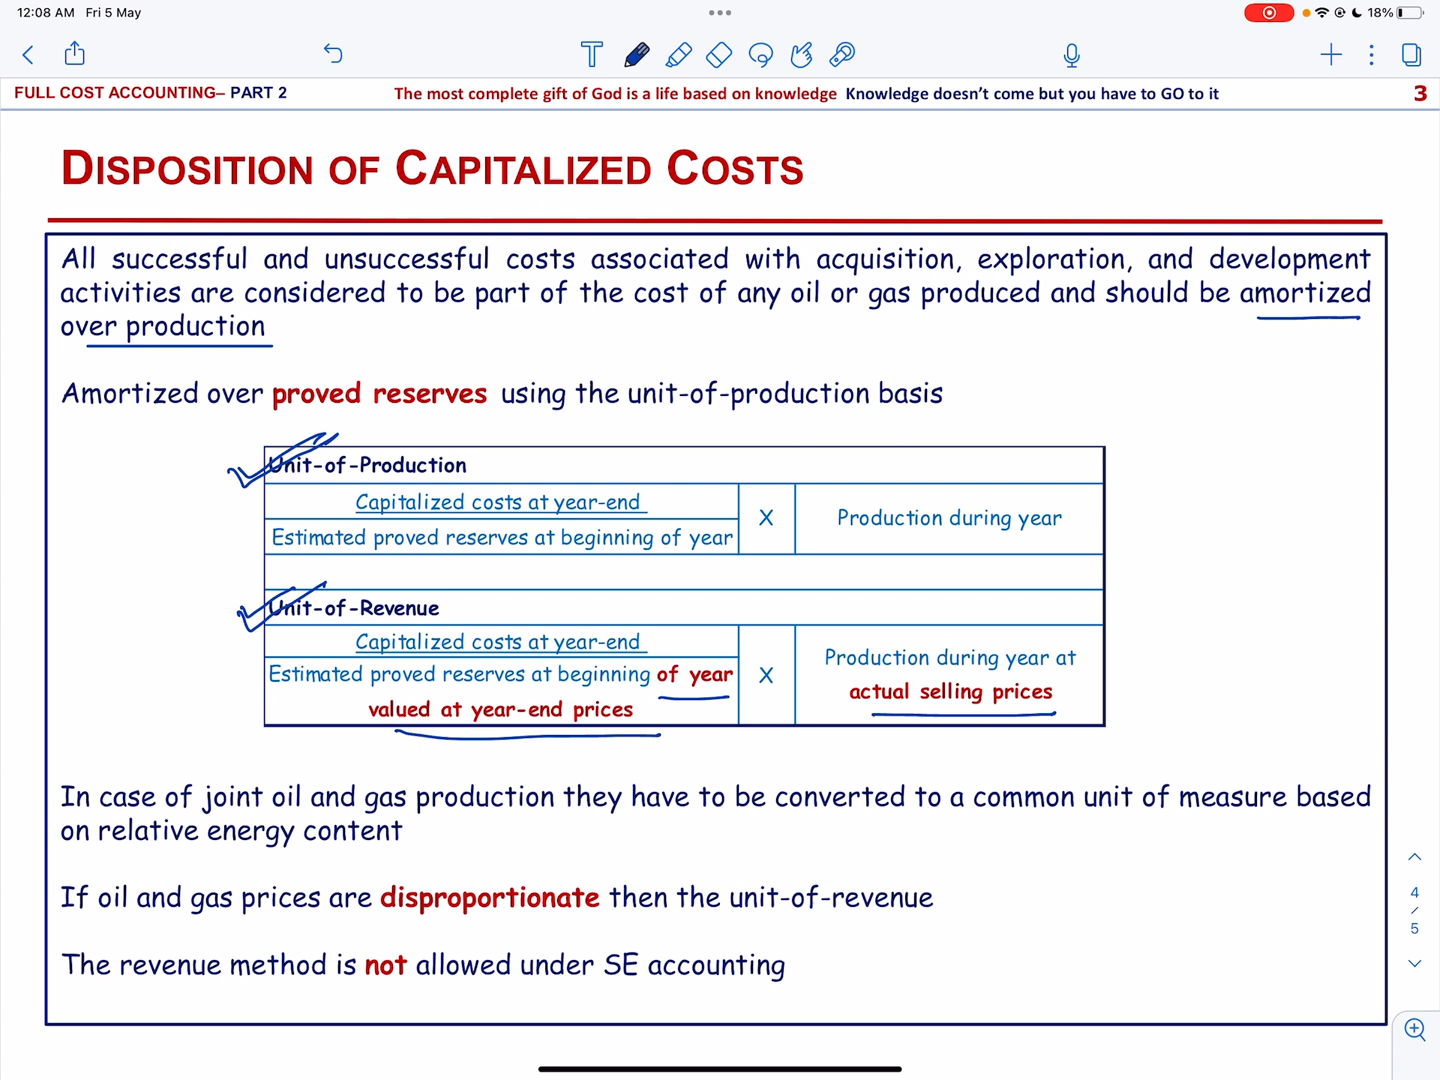 12:08 AM Fri 5 May
18%
FULL COST ACCOUNTING– PART 2 The most complete gift of God is a life based on knowledge Knowledge doesn’t come but you have to GO to it 3
DISPOSITION OF CAPITALIZED COSTS
All successful and unsuccessful costs associated with acquisition, exploration, and development
activities are considered to be part of the cost of any oil or gas produced and should be amortized
over production
Amortized over proved reserves using the unit-of-production basis
Unit-of-Production
Capitalized costs at year-end
Estimated proved reserves at beginning of year
X
Production during year
Unit-of-Revenue
Capitalized costs at year-end
Estimated proved reserves at beginning of year
valued at year-end prices
X
Production during year at
actual selling prices
In case of joint oil and gas production they have to be converted to a common unit of measure based
on relative energy content
If oil and gas prices are disproportionate then the unit-of-revenue
The revenue method is not allowed under SE accounting
4
/
5